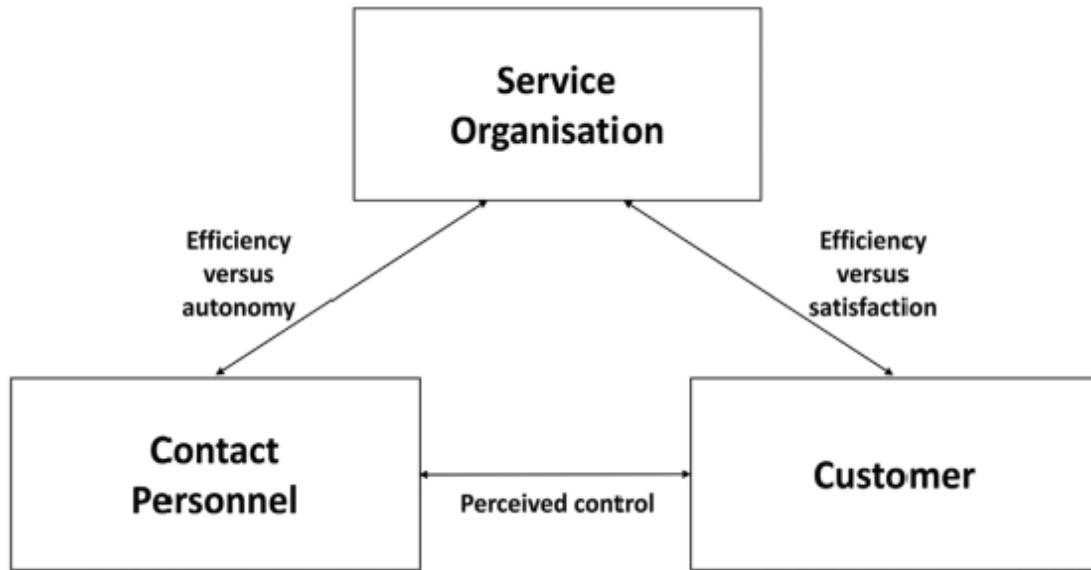 Service
Organisation
Efficiency
versus
autonomy
Efficiency
versus
satisfaction
Contact
Personnel
Perceived control
Customer